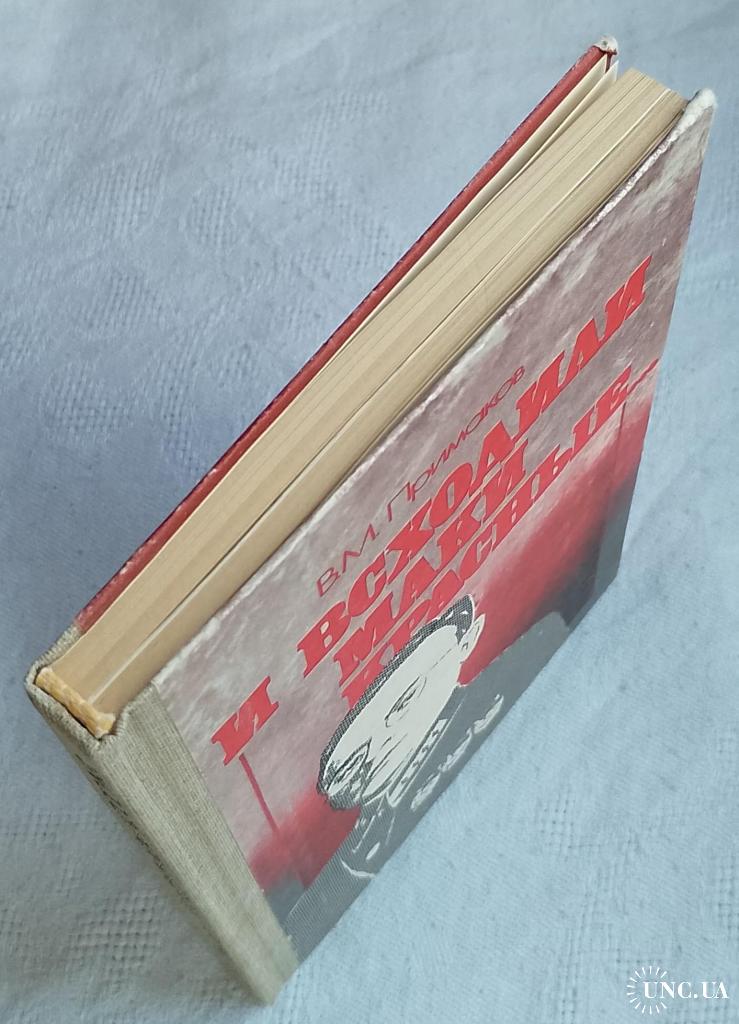 В.М. Примаков
И ВСХОДИЛИ
МАКИ
КРАСНЫЕ...
UNC.UA